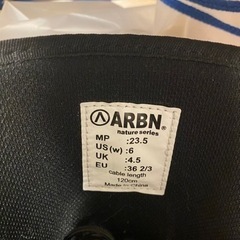 ARBN.
nature series
MP :23.5
US(w) :6
UK :4.5
EU :36 2/3
cable length
120cm
Made in China